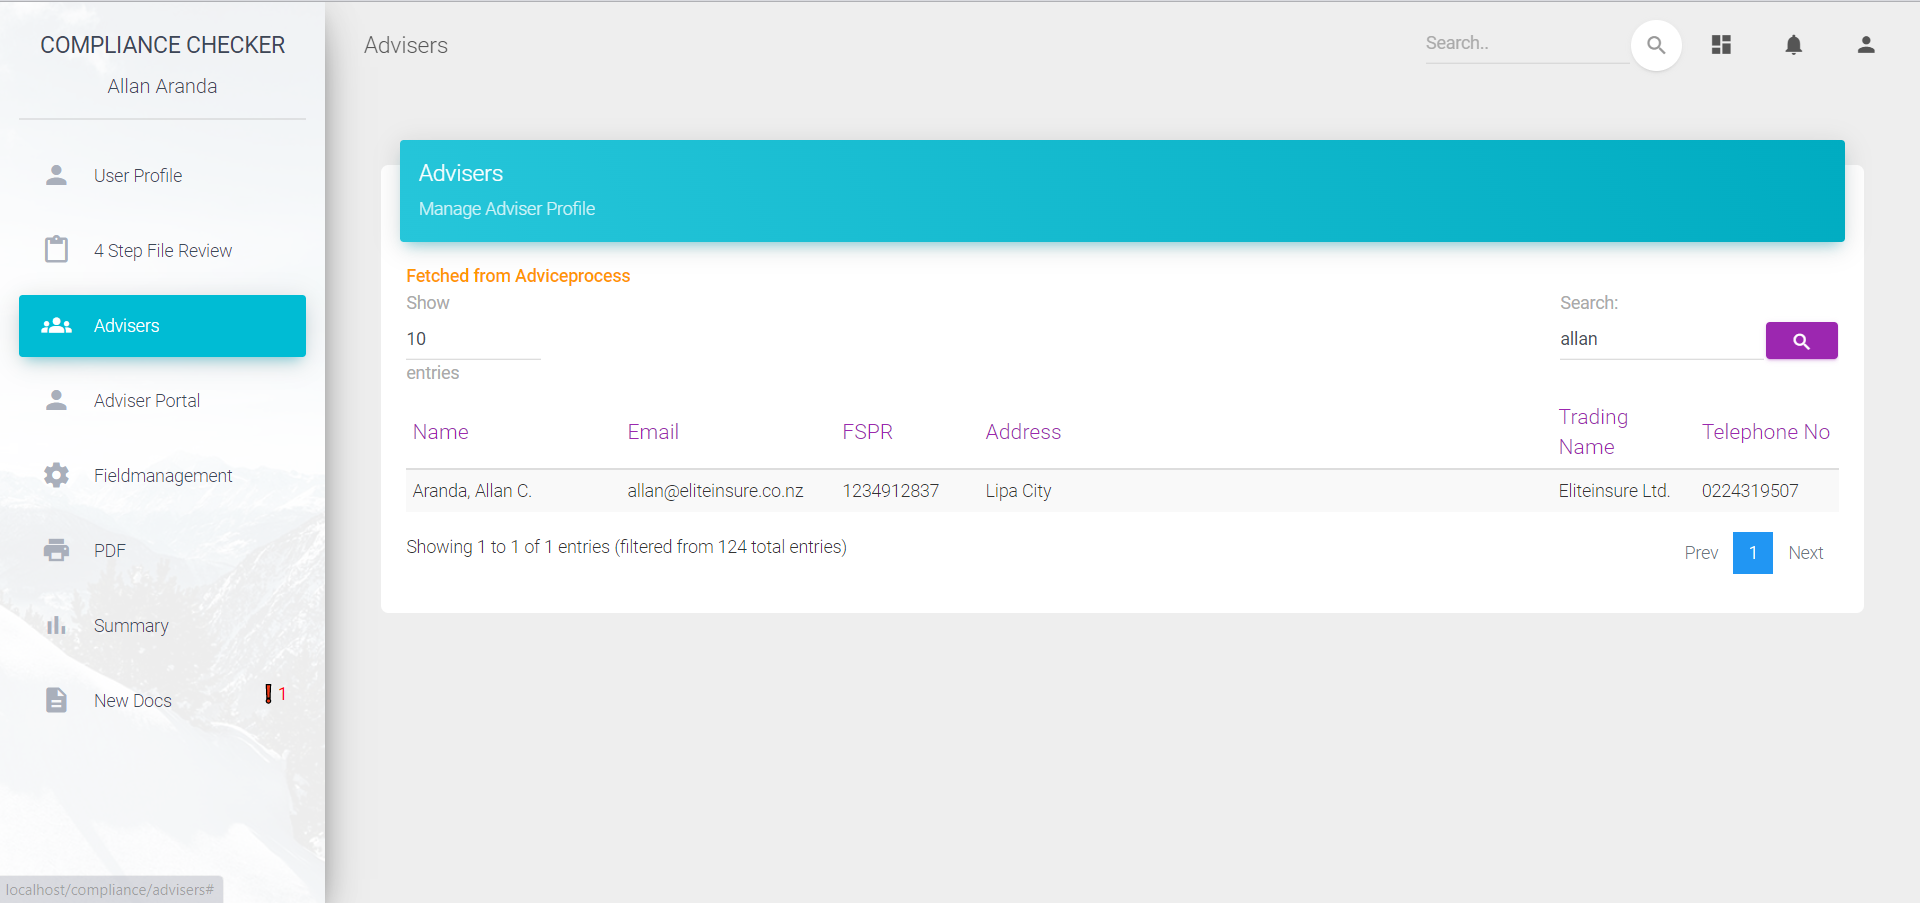 COMPLIANCE CHECKER
Allan Aranda
User Profile
4 Step File Review
Advisers
Adviser Portal
Fieldmanagement
PDF
Summary
New Docs
1
localhost/compliance/advisers#
Advisers
Search..
Advisers
Manage Adviser Profile
Fetched from Adviceprocess
Show
10
entries
Search:
allan
Name Email FSPR Address Trading Name Telephone No
Aranda, Allan C. allan@eliteinsure.co.nz 1234912837 Lipa City Eliteinsure Ltd. 0224319507
Showing 1 to 1 of 1 entries (filtered from 124 total entries)
Prev 1 Next